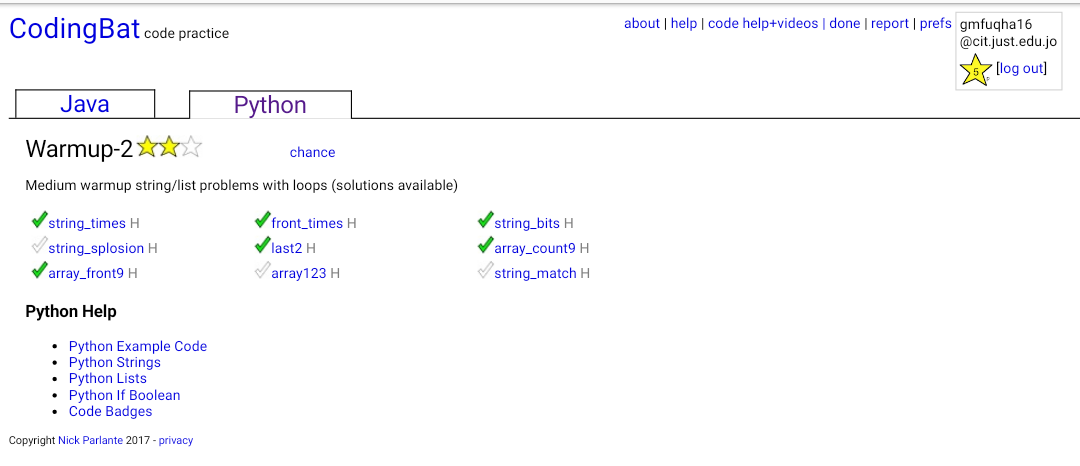 CodingBat code practice
about | help | code help+videos | done | report | prefs
gmfuqha16
@cit.just.edu.jo
5 [log out]
Java Python
Warmup-2 chance
Medium warmup string/list problems with loops (solutions available)
string_times H front_times H string_bits H
string_splosion H last2 H array_count9 H
array_front9 H array123 H string_match H
Python Help
• Python Example Code
• Python Strings
• Python Lists
• Python If Boolean
• Code Badges
Copyright Nick Parlante 2017 - privacy